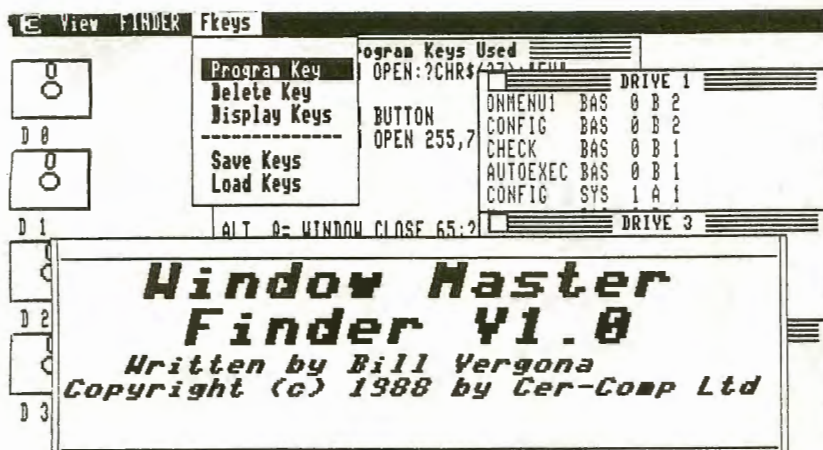 View FINDER Fkeys
Program Key
Delete Key
Display Keys
Save Keys
Load Keys
ogram Keys Used
OPEN:?CHR$(27);
BUTTON
OPEN 255,7
ALT A= WINDOW CLOSE 65:?
DRIVE 1
ONMENU1 BAS 0 B 2
CONFIG BAS 0 B 2
CHECK BAS 0 B 1
AUTOEXEC BAS 0 B 1
CONFIG SYS 1 A 1
DRIVE 3
D 0
D 1
D 2
D 3
Window Master
Finder V1.0
Written by Bill Vergona
Copyright (c) 1988 by Cer-Comp Ltd